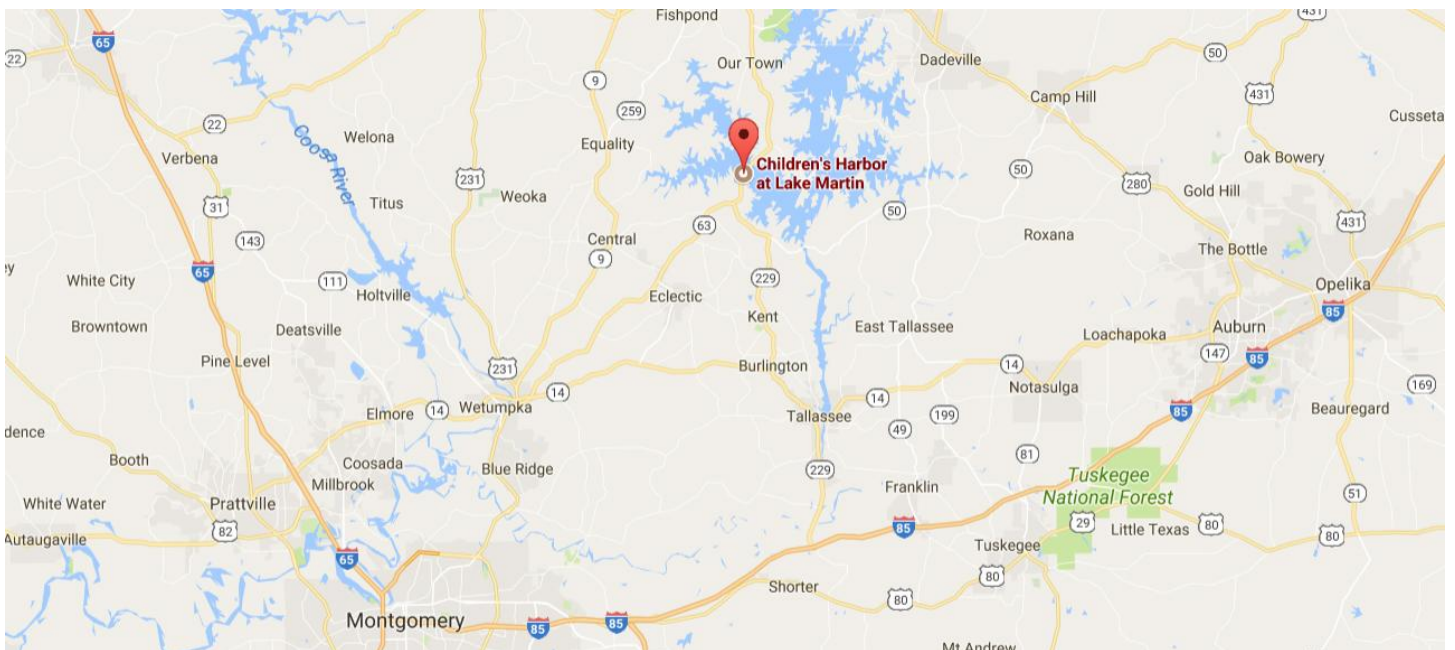 Fishpond
431
65
22
Our Town
Dadeville
50
9
Camp Hill
431
259
Cusseta
22
Coosa River
Welona
Equality
Verbena
Children's Harbor
at Lake Martin
Oak Bowery
50
231
280
Gold Hill
Weoka
Titus
31
50
63
431
Roxana
143
Central
The Bottle
9
65
White City
111
229
Opelika
Holtville
Eclectic
85
Kent
Browntown
Deatsville
East Tallassee
Auburn
Loachapoka
147
85
Pine Level
231
Burlington
14
Notasulga
169
14
14
Elmore
14
Wetumpka
Tallassee
199
85
Beauregard
49
dence
Booth
Coosada
Blue Ridge
229
81
Tuskegee
National Forest
Millbrook
Franklin
White Water
Prattville
51
82
85
29
Little Texas
80
80
Autaugaville
65
Tuskegee
80
Shorter
80
Montgomery
85
85
Mt Andrew